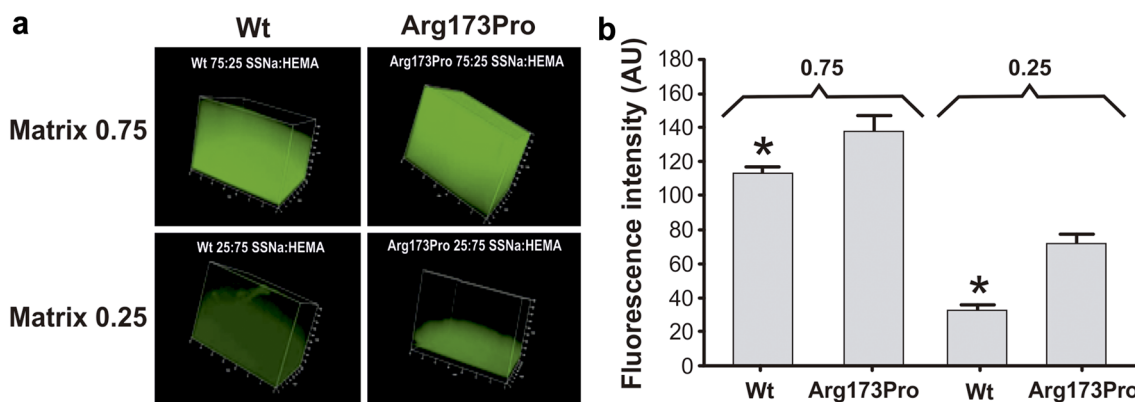 a
Wt
Arg173Pro
Matrix 0.75
Wt 75:25 SSNa:HEMA
Arg173Pro 75:25 SSNa:HEMA
Matrix 0.25
Wt 25:75 SSNa:HEMA
Arg173Pro 25:75 SSNa:HEMA
b
Fluorescence intensity (AU)
180
160
140
120
100
80
60
40
20
0
0.75
0.25
*
*
Wt
Arg173Pro
Wt
Arg173Pro